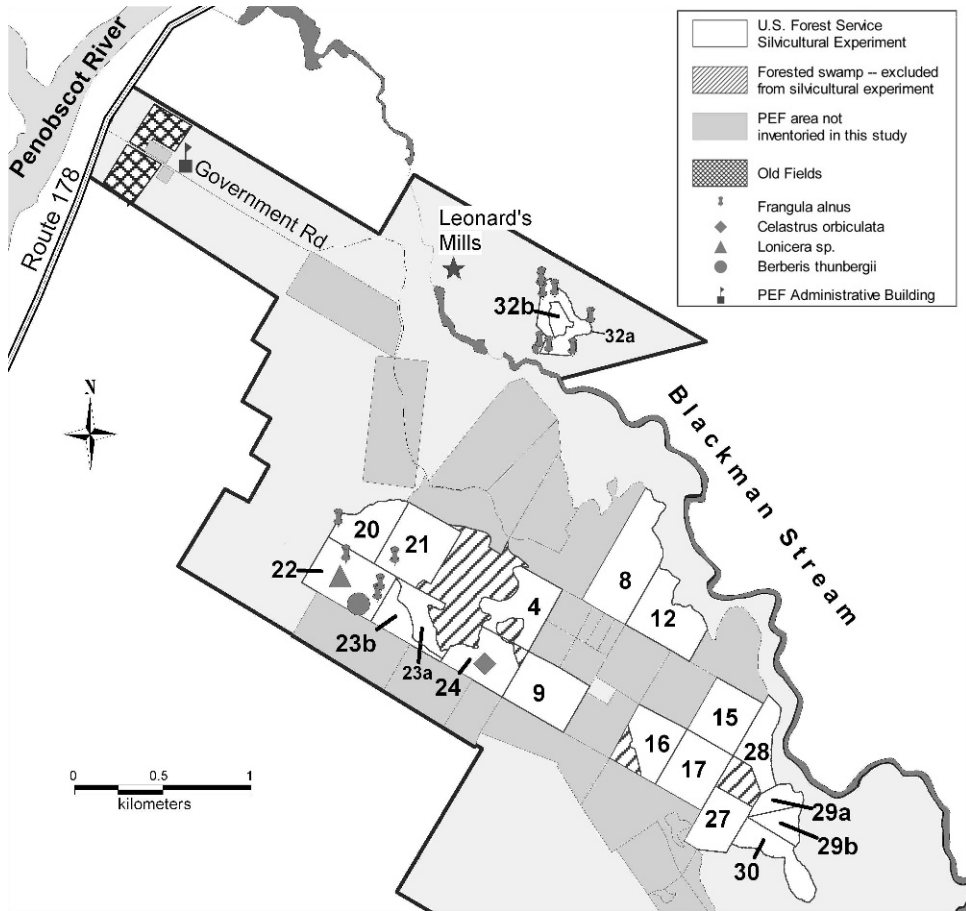 Penobscot River
Route 178
Government Rd
Leonard's
Mills
32b
32a
Blackman Stream
N
20
21
22
23b
23a
24
4
9
8
12
15
16
17
28
27
29a
29b
30
0 0.5 1
kilometers
U.S. Forest Service
Silvicultural Experiment
Forested swamp -- excluded
from silvicultural experiment
PEF area not
inventoried in this study
Old Fields
Frangula alnus
Celastrus orbiculata
Lonicera sp.
Berberis thunbergii
PEF Administrative Building